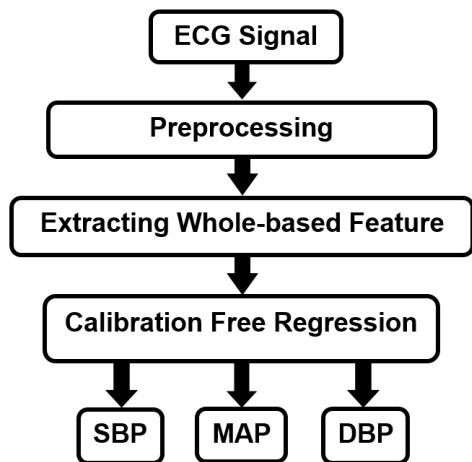 ECG Signal
Preprocessing
Extracting Whole-based Feature
Calibration Free Regression
SBP MAP DBP